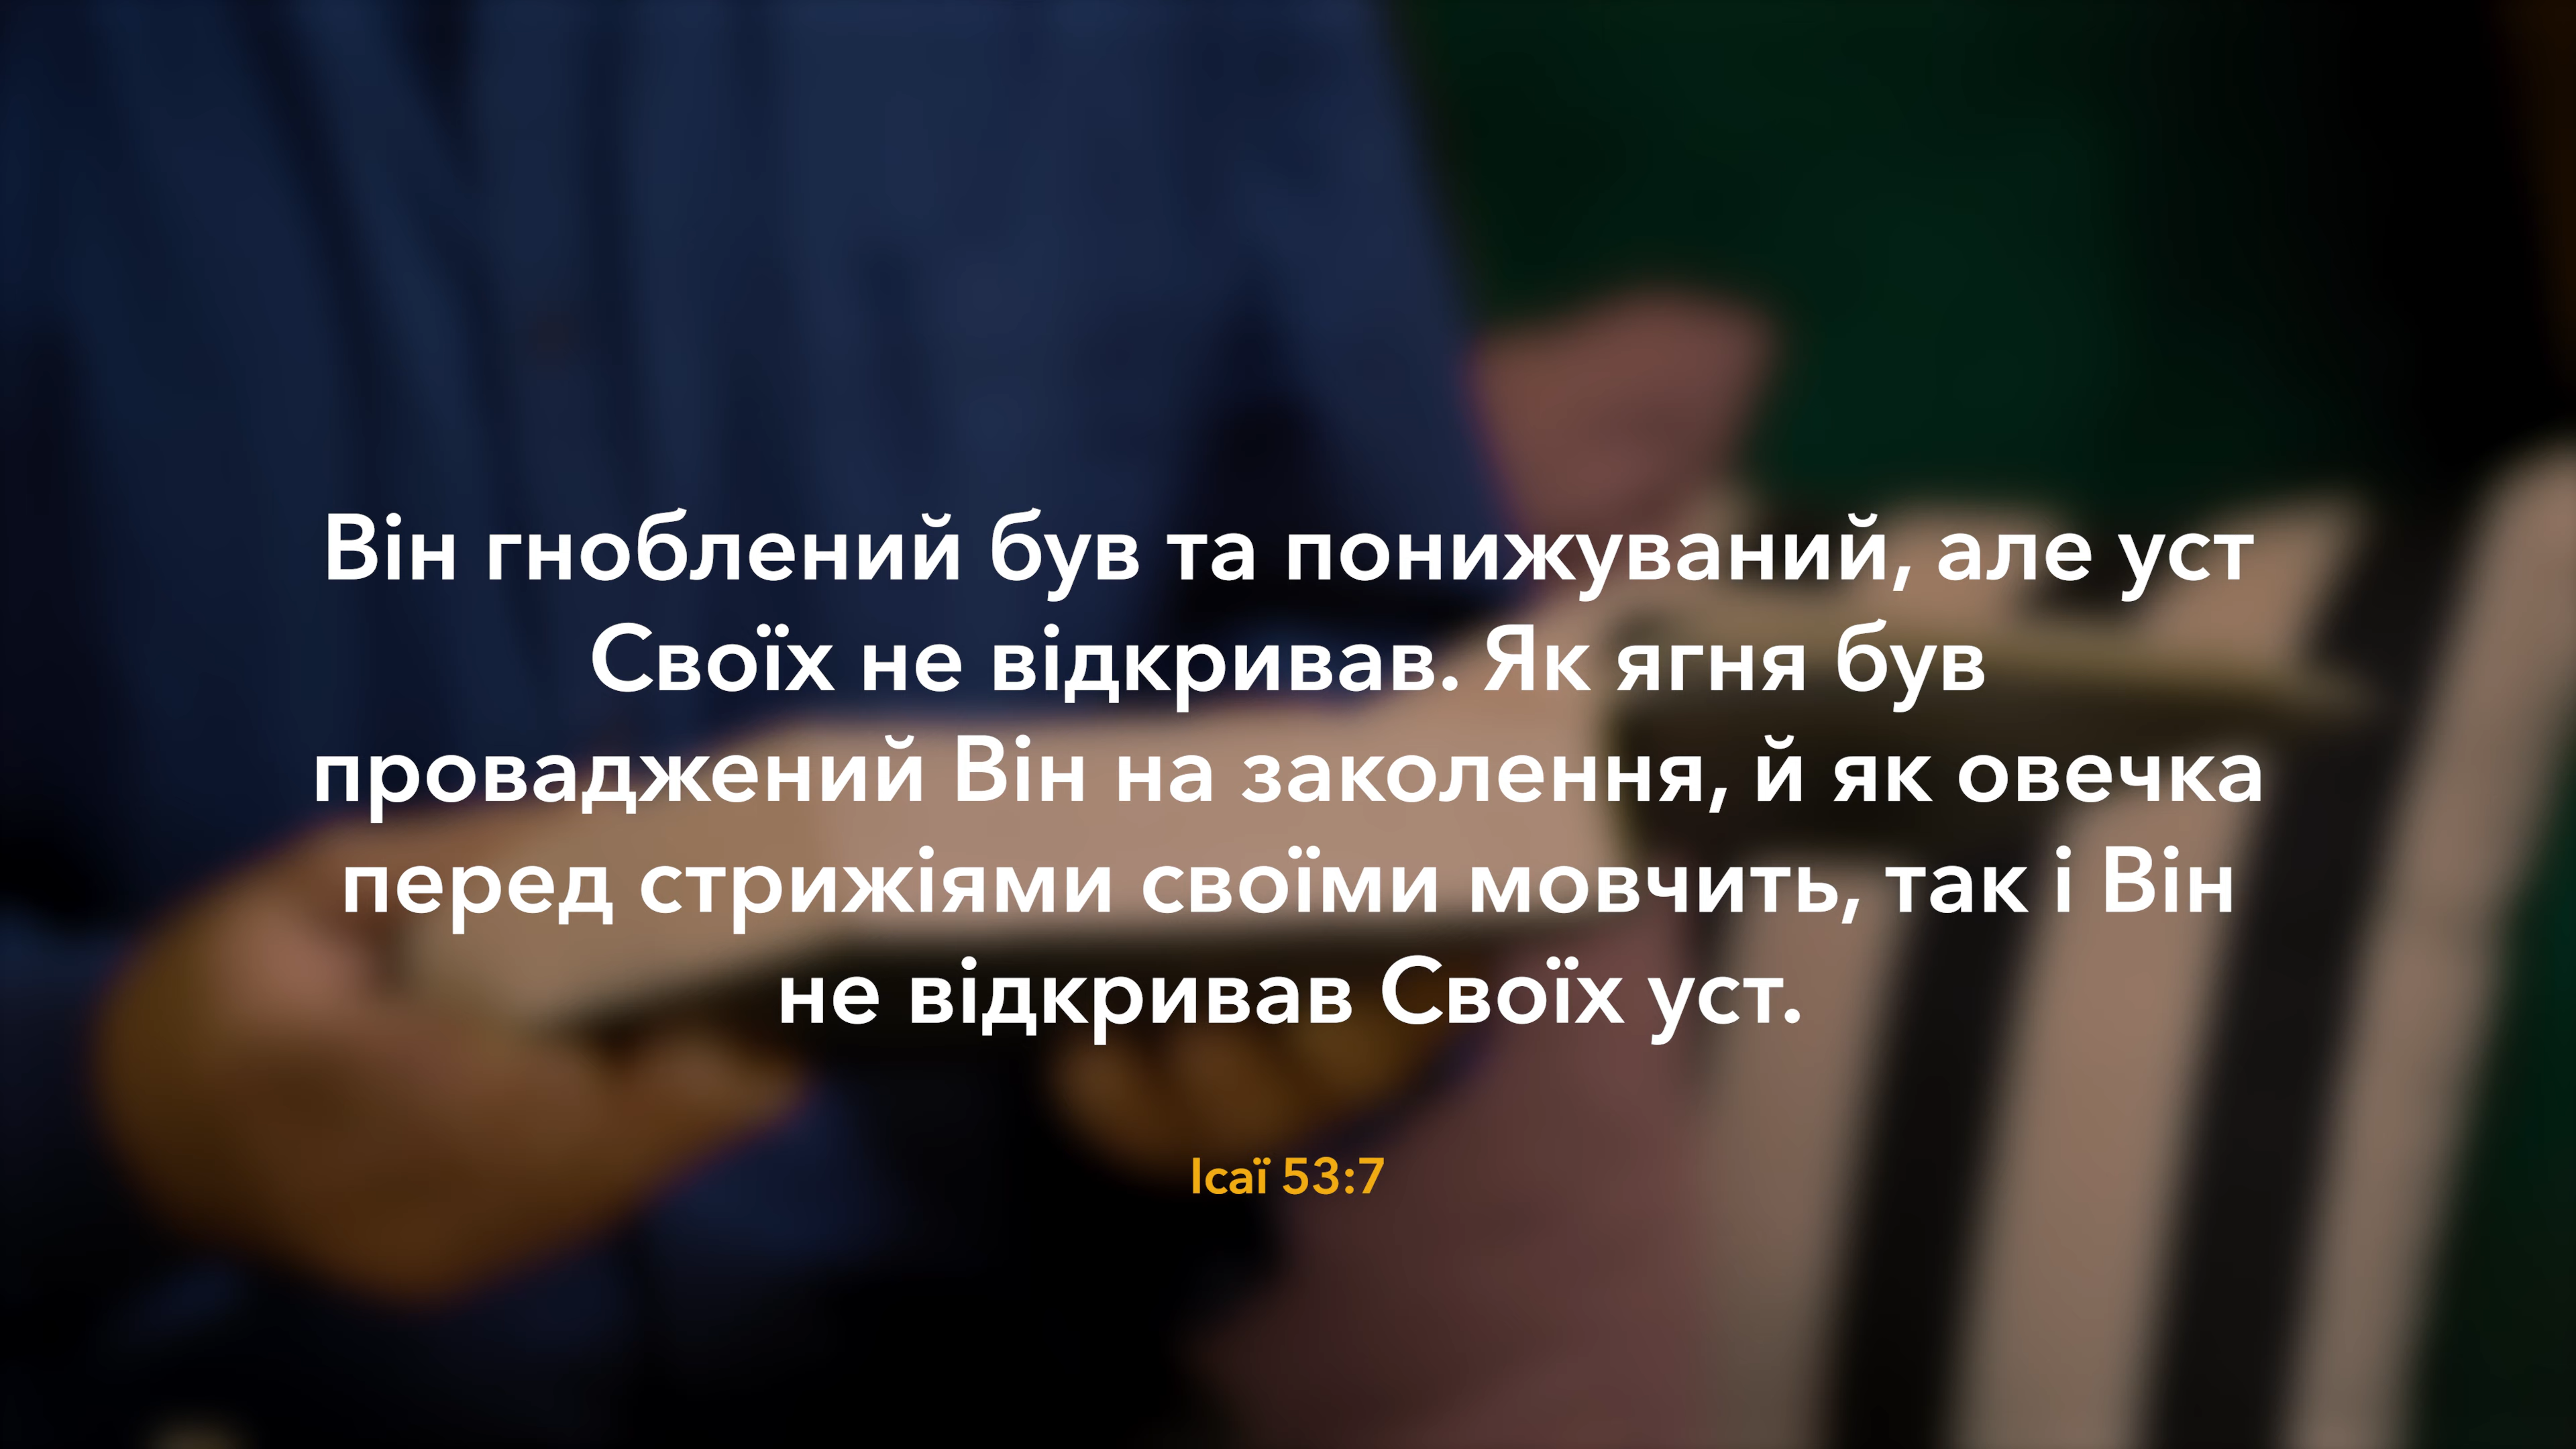 Він гноблений був та понижуваний, але уст
Своїх не відкривав. Як ягня був
проваджений Він на заколення, й як овечка
перед стрижіями своїми мовчить, так і Він
не відкривав Своїх уст.
Ісаї 53:7